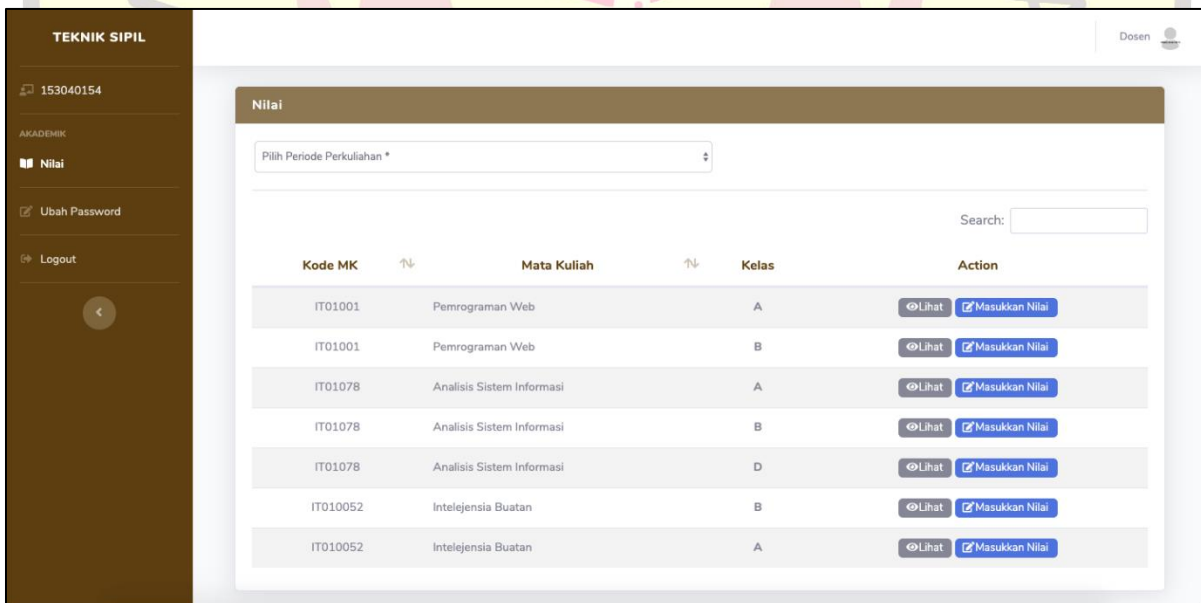 TEKNIK SIPIL
Dosen
153040154
AKADEMIK
Nilai
Ubah Password
Logout
Nilai
Pilih Periode Perkuliahan *
Search:
Kode MK Mata Kuliah Kelas Action
IT01001 Pemrograman Web A Lihat Masukkan Nilai
IT01001 Pemrograman Web B Lihat Masukkan Nilai
IT01078 Analisis Sistem Informasi A Lihat Masukkan Nilai
IT01078 Analisis Sistem Informasi B Lihat Masukkan Nilai
IT01078 Analisis Sistem Informasi D Lihat Masukkan Nilai
IT010052 Intelejensia Buatan B Lihat Masukkan Nilai
IT010052 Intelejensia Buatan A Lihat Masukkan Nilai